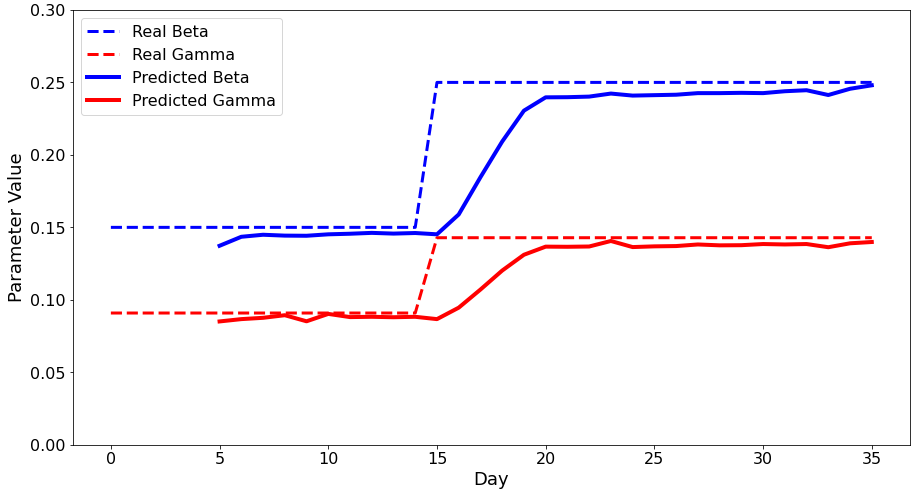 0.30
0.25
0.20
0.15
0.10
0.05
0.00
Parameter Value
Real Beta
Real Gamma
Predicted Beta
Predicted Gamma
0 5 10 15 20 25 30 35
Day